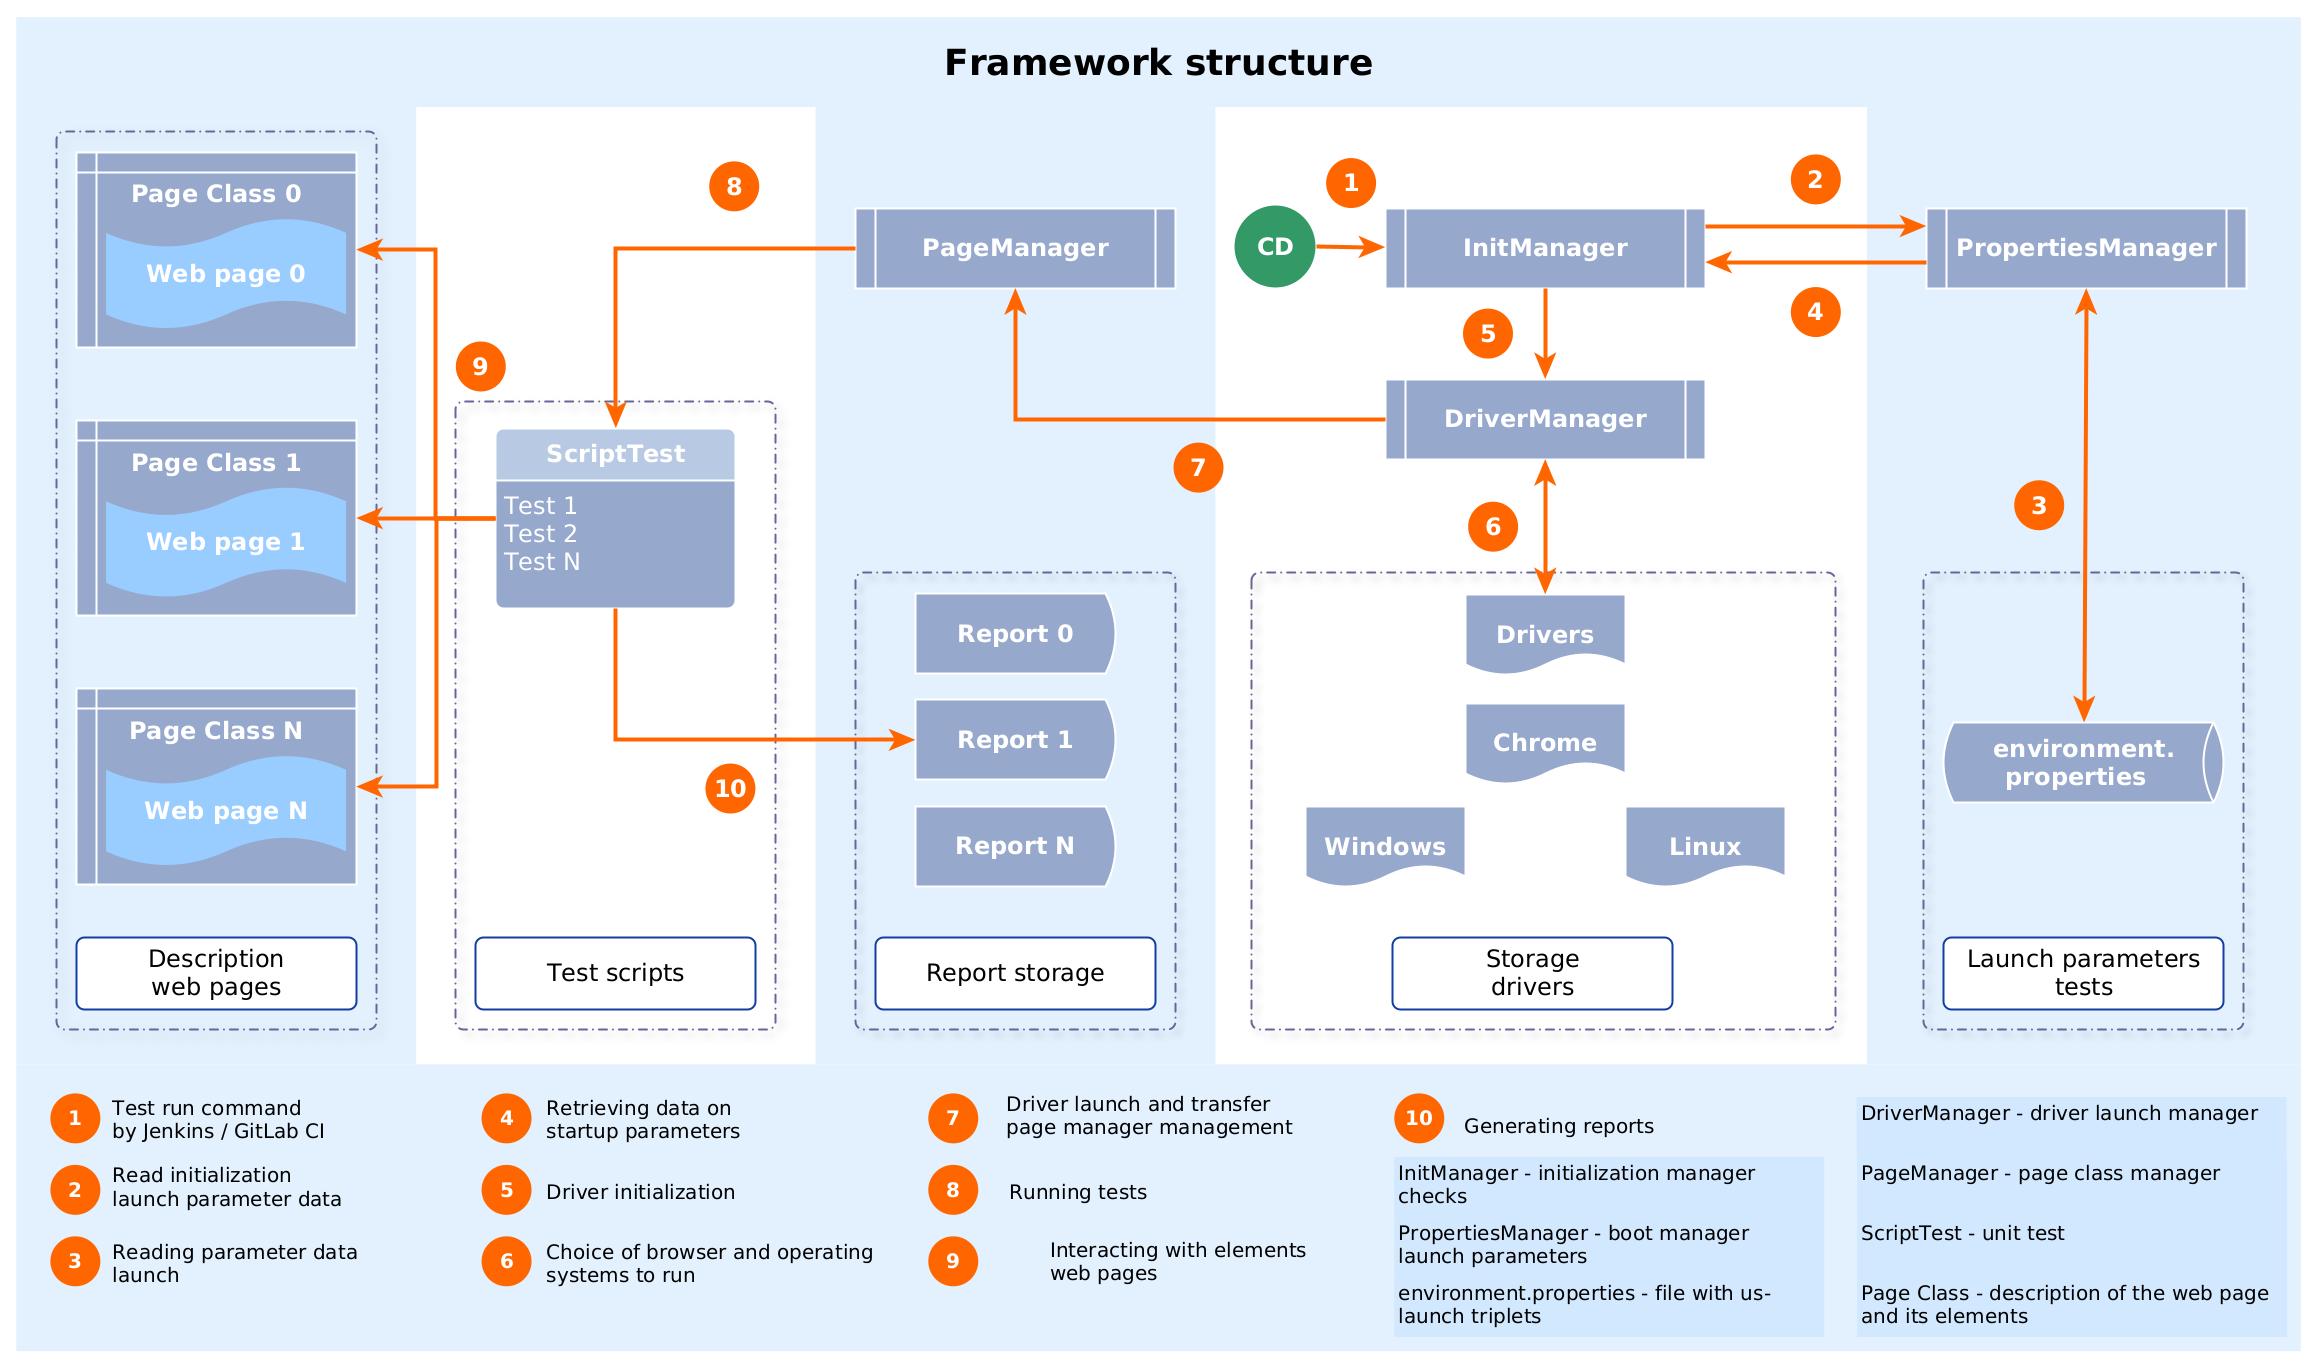 Framework structure
Page Class 0
Web page 0
Page Class 1
Web page 1
Page Class N
Web page N
Description
web pages
8
9
ScriptTest
Test 1
Test 2
Test N
10
Test scripts
PageManager
7
Report 0
Report 1
Report N
Report storage
CD
1
InitManager
2
4
5
DriverManager
6
Drivers
Chrome
Windows
Linux
Storage
drivers
PropertiesManager
3
environment.
properties
Launch parameters
tests
1
Test run command
by Jenkins / GitLab CI
2
Read initialization
launch parameter data
3
Reading parameter data
launch
4
Retrieving data on
startup parameters
5
Driver initialization
6
Choice of browser and operating
systems to run
7
Driver launch and transfer
page manager management
8
Running tests
9
Interacting with elements
web pages
10
Generating reports
InitManager - initialization manager
checks
PropertiesManager - boot manager
launch parameters
environment.properties - file with us-
launch triplets
DriverManager - driver launch manager
PageManager - page class manager
ScriptTest - unit test
Page Class - description of the web page
and its elements